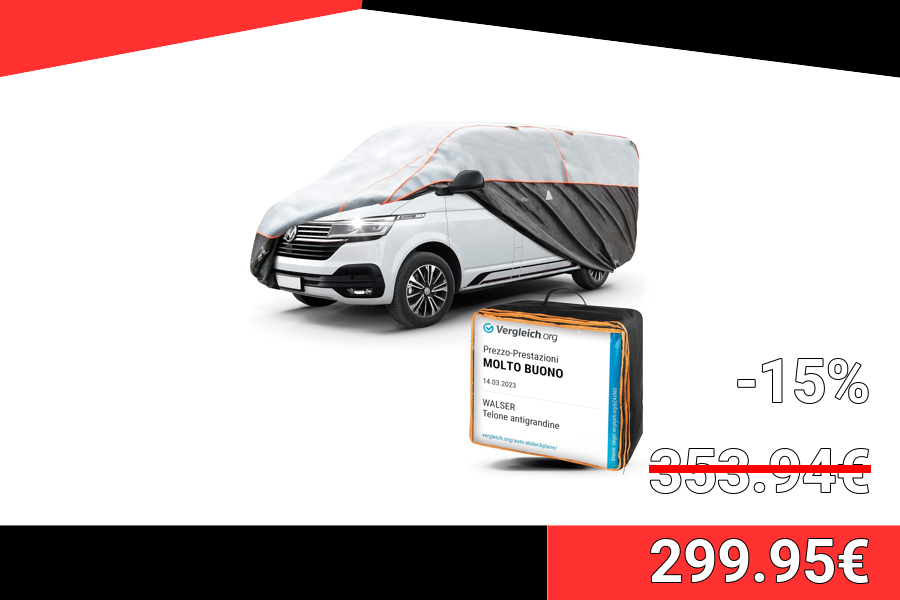 Vergleich.org
Prezzo-Prestazioni
MOLTO BUONO
14.03.2023
WALSER
Telone antigrandine
vergleich.org/auto-abdeckplane/
-15%
353.94€
299.95€